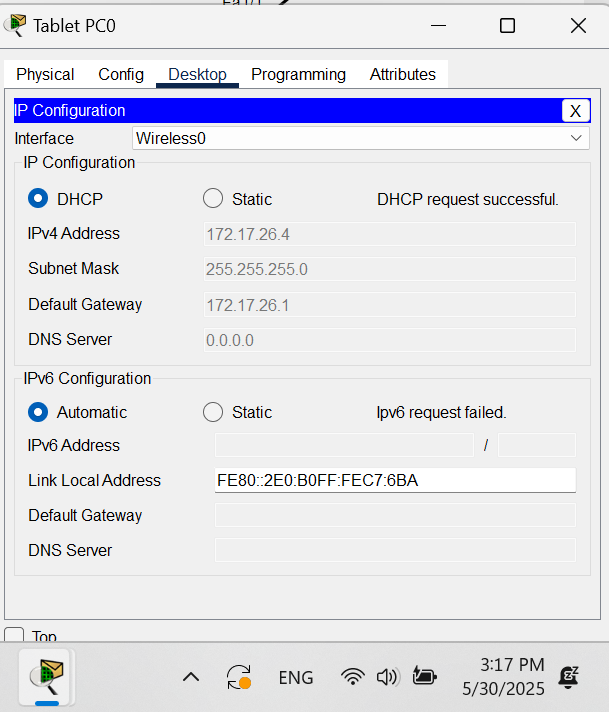 Fa1/1
Tablet PC0
Physical Config Desktop Programming Attributes
IP Configuration X
Interface Wireless0
IP Configuration
DHCP Static DHCP request successful.
IPv4 Address 172.17.26.4
Subnet Mask 255.255.255.0
Default Gateway 172.17.26.1
DNS Server 0.0.0.0
IPv6 Configuration
Automatic Static Ipv6 request failed.
IPv6 Address /
Link Local Address FE80::2E0:B0FF:FEC7:6BA
Default Gateway
DNS Server
Top
ENG 3:17 PM
5/30/2025